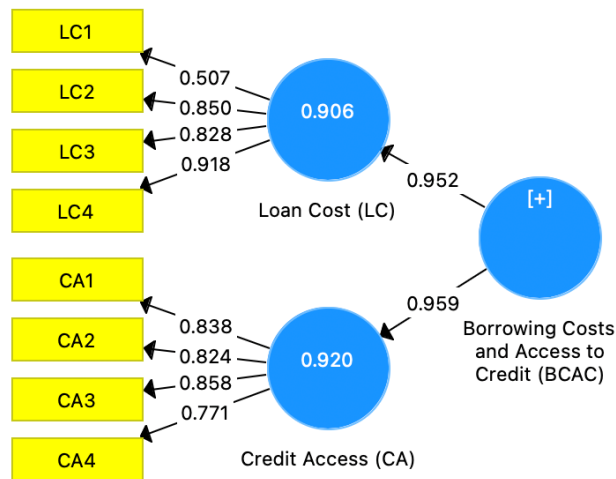 LC1
LC2
LC3
LC4
0.507
0.850
0.828
0.918
0.906
Loan Cost (LC)
0.952
[+]
0.959
Borrowing Costs
and Access to
Credit (BCAC)
CA1
CA2
CA3
CA4
0.838
0.824
0.858
0.771
0.920
Credit Access (CA)